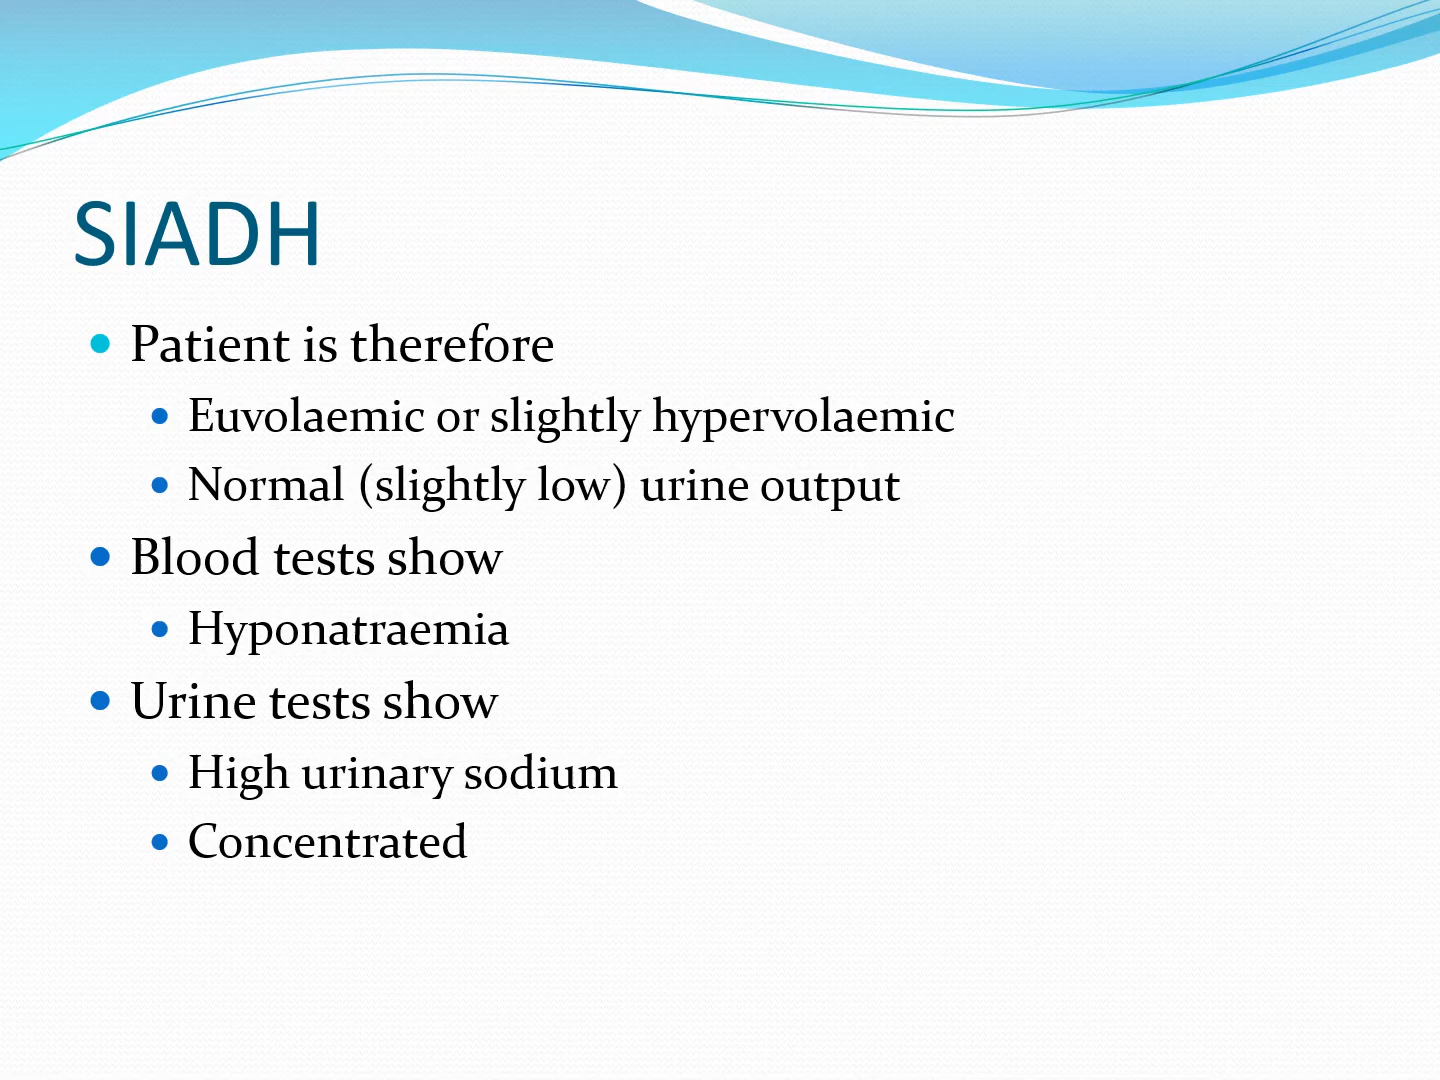 SIADH
Patient is therefore
Euvolaemic or slightly hypervolaemic
Normal (slightly low) urine output
Blood tests show
Hyponatraemia
Urine tests show
High urinary sodium
Concentrated